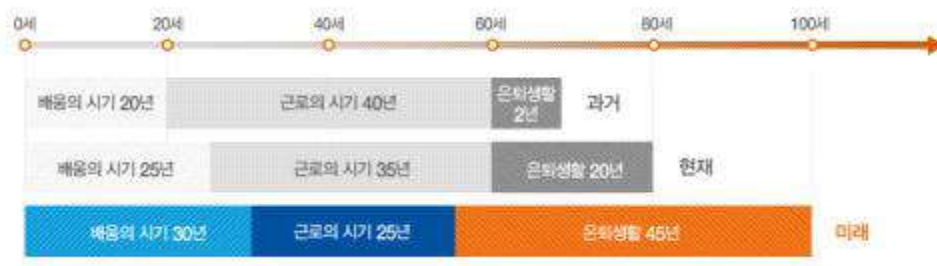 0세 20세 40세 60세 80세 100세
배움의 시기 20년 근로의 시기 40년 은퇴생활 과거
2년
배움의 시기 25년 근로의 시기 35년 은퇴생활 20년 현재
배움의 시기 30년 근로의 시기 25년 은퇴생활 45년 미래